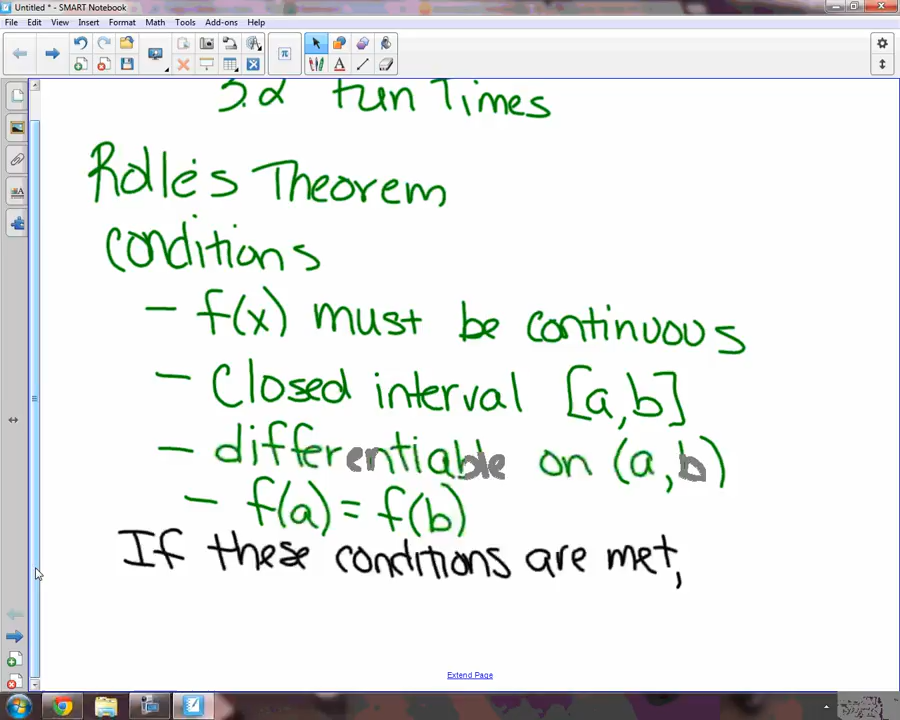 Untitled * - SMART Notebook
File Edit View Insert Format Math Tools Add-ons Help
3.2 Fun Times
Rolle's Theorem
conditions
- f(x) must be continuous
- Closed interval [a,b]
- differentiable on (a,b)
- f(a) = f(b)
If these conditions are met,
Extend Page